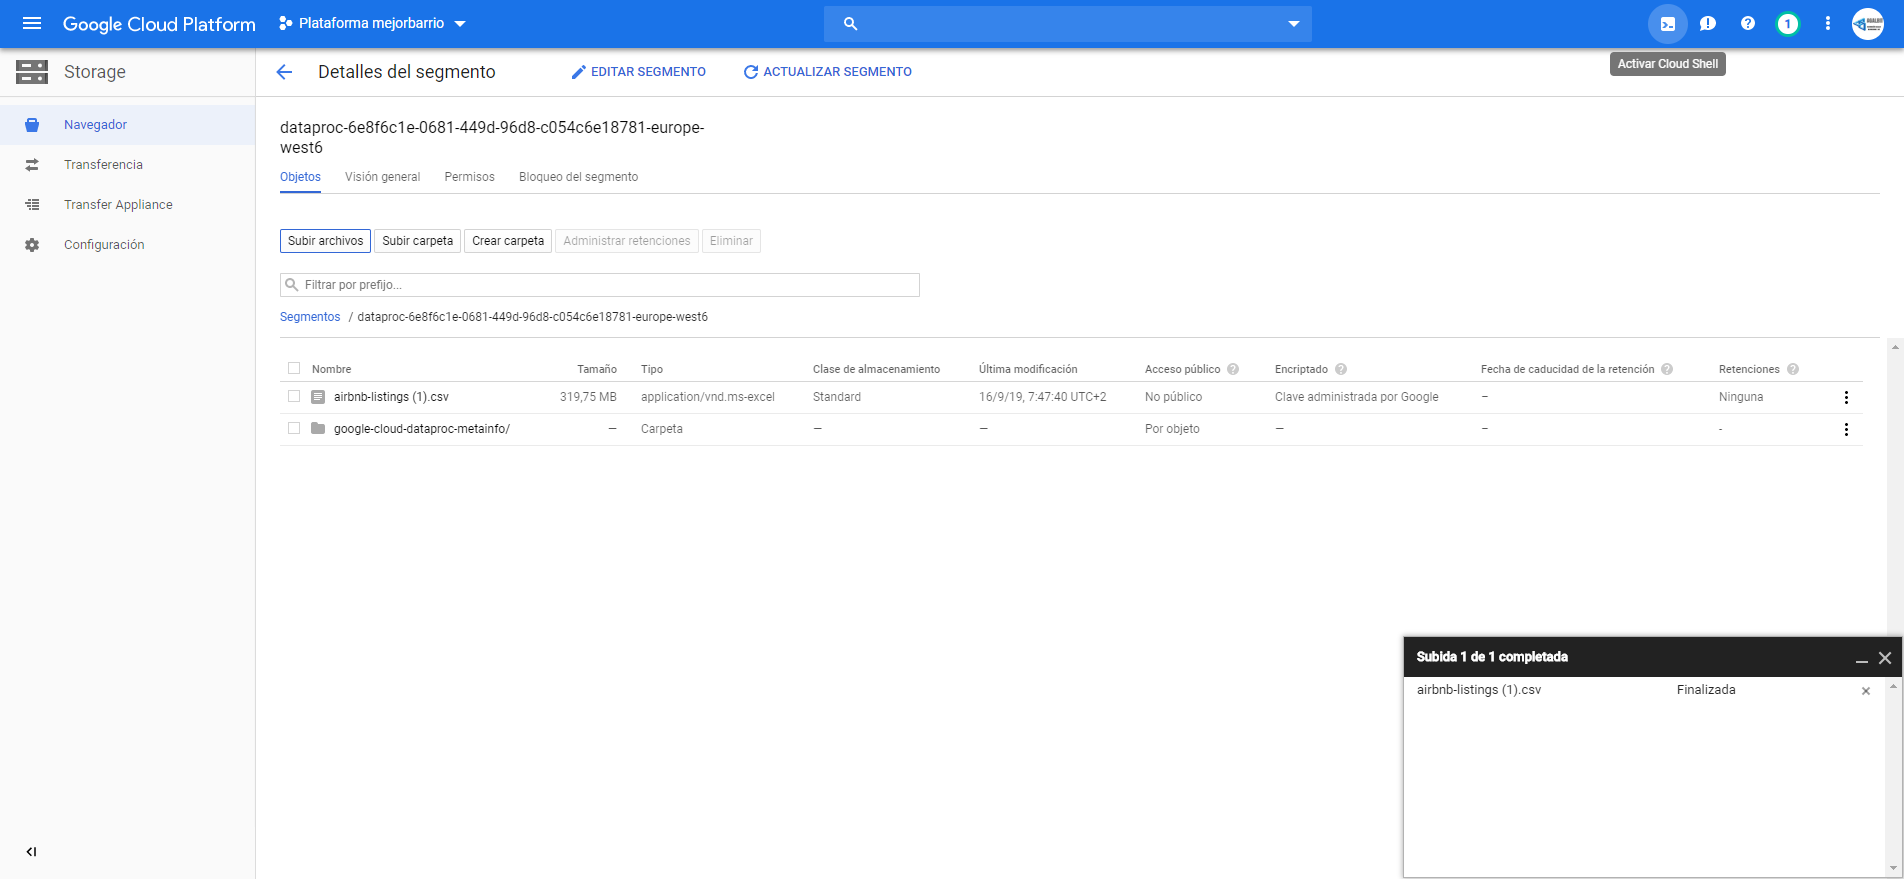 Google Cloud Platform
Plataforma mejorbarrio
1
Activar Cloud Shell
Storage
Detalles del segmento
EDITAR SEGMENTO
ACTUALIZAR SEGMENTO
Navegador
Transferencia
Transfer Appliance
Configuración
dataproc-6e8f6c1e-0681-449d-96d8-c054c6e18781-europe-
west6
Objetos Visión general Permisos Bloqueo del segmento
Subir archivos Subir carpeta Crear carpeta Administrar retenciones Eliminar
Filtrar por prefijo...
Segmentos / dataproc-6e8f6c1e-0681-449d-96d8-c054c6e18781-europe-west6
Nombre Tamaño Tipo Clase de almacenamiento Última modificación Acceso público ? Encriptado ? Fecha de caducidad de la retención ? Retenciones ?
airbnb-listings (1).csv 319,75 MB application/vnd.ms-excel Standard 16/9/19, 7:47:40 UTC+2 No público Clave administrada por Google – Ninguna
google-cloud-dataproc-metainfo/ — Carpeta — — Por objeto — – -
Subida 1 de 1 completada
airbnb-listings (1).csv Finalizada